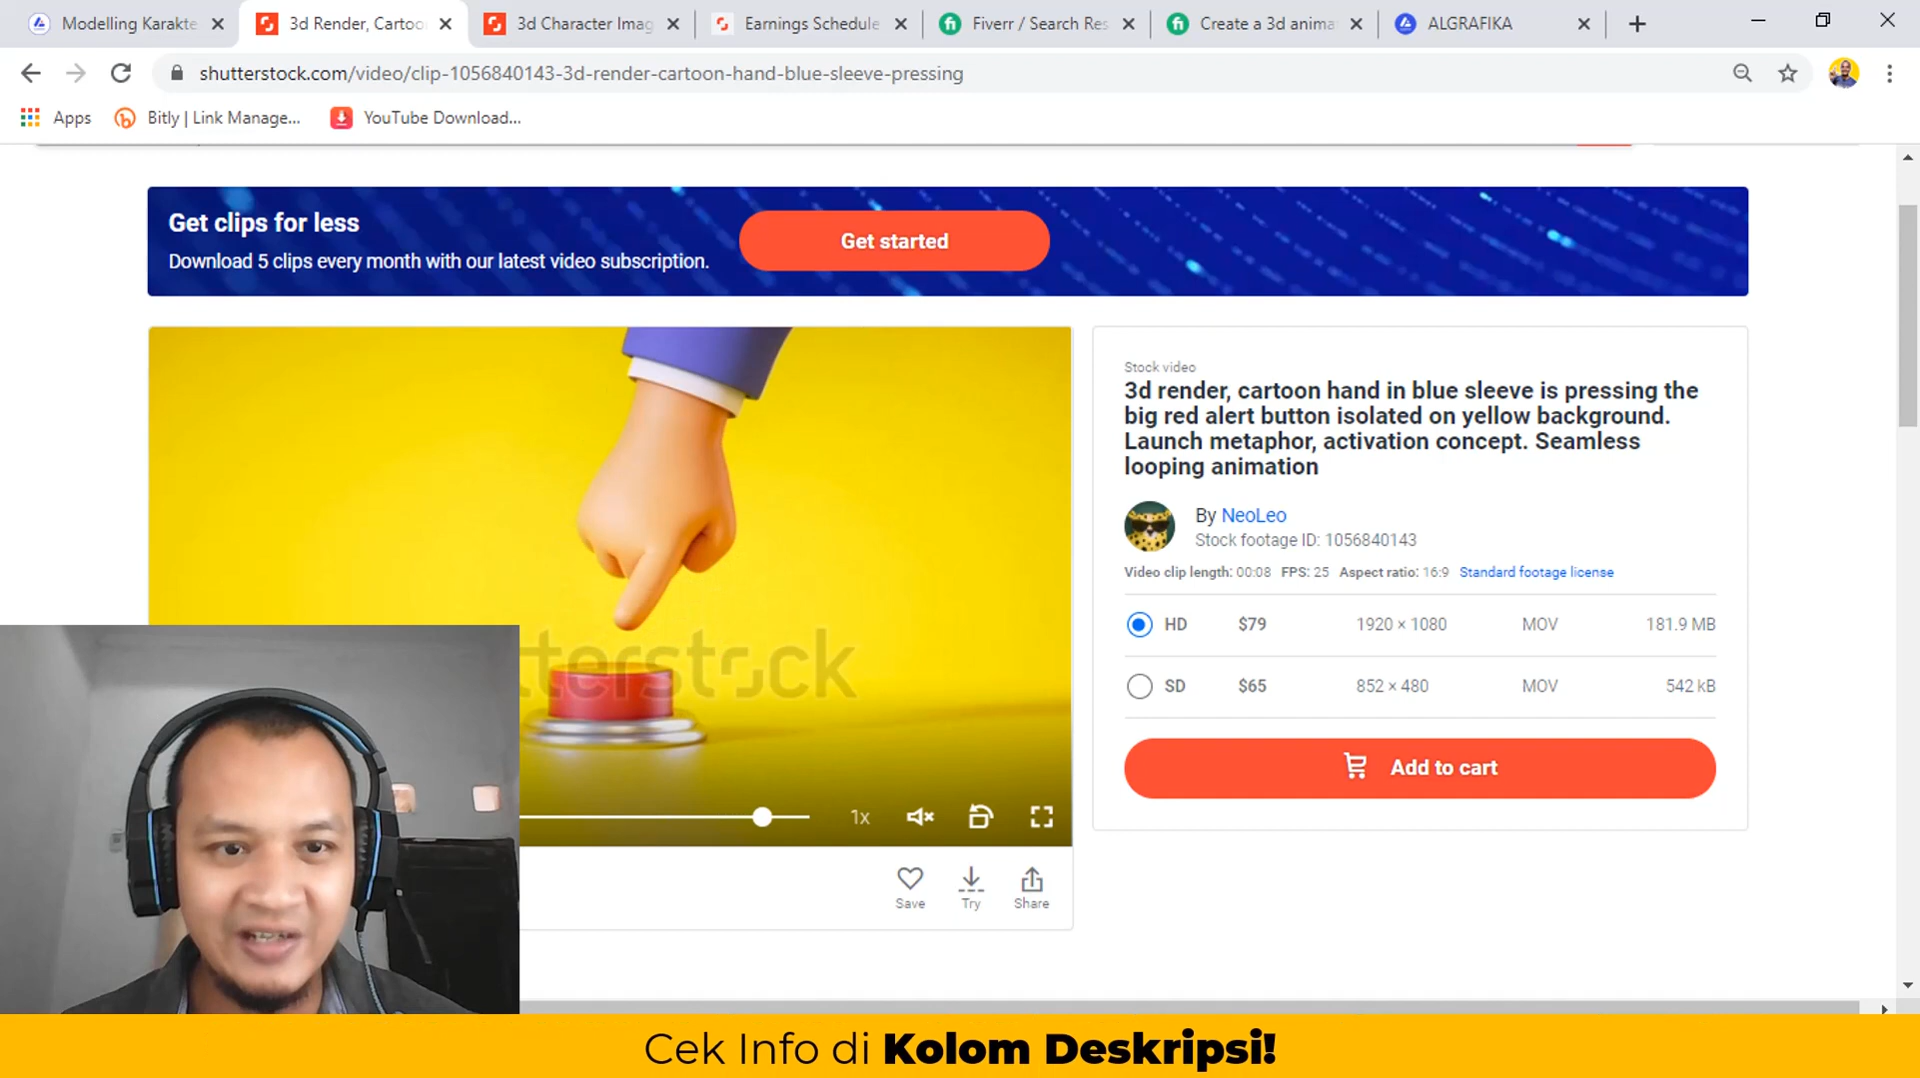 Modelling Karakte
3d Render, Cartoo
3d Character Imag
Earnings Schedule
Fiverr / Search Res
Create a 3d anima
ALGRAFIKA
shutterstock.com/video/clip-1056840143-3d-render-cartoon-hand-blue-sleeve-pressing
Apps
Bitly | Link Manage...
YouTube Download...
Get clips for less
Download 5 clips every month with our latest video subscription.
Get started
Stock video
3d render, cartoon hand in blue sleeve is pressing the
big red alert button isolated on yellow background.
Launch metaphor, activation concept. Seamless
looping animation
By NeoLeo
Stock footage ID: 1056840143
Video clip length: 00:08 FPS: 25 Aspect ratio: 16:9 Standard footage license
HD $79 1920 × 1080 MOV 181.9 MB
SD $65 852 × 480 MOV 542 kB
Add to cart
tterstock
1x
Save
Try
Share
Cek Info di Kolom Deskripsi!